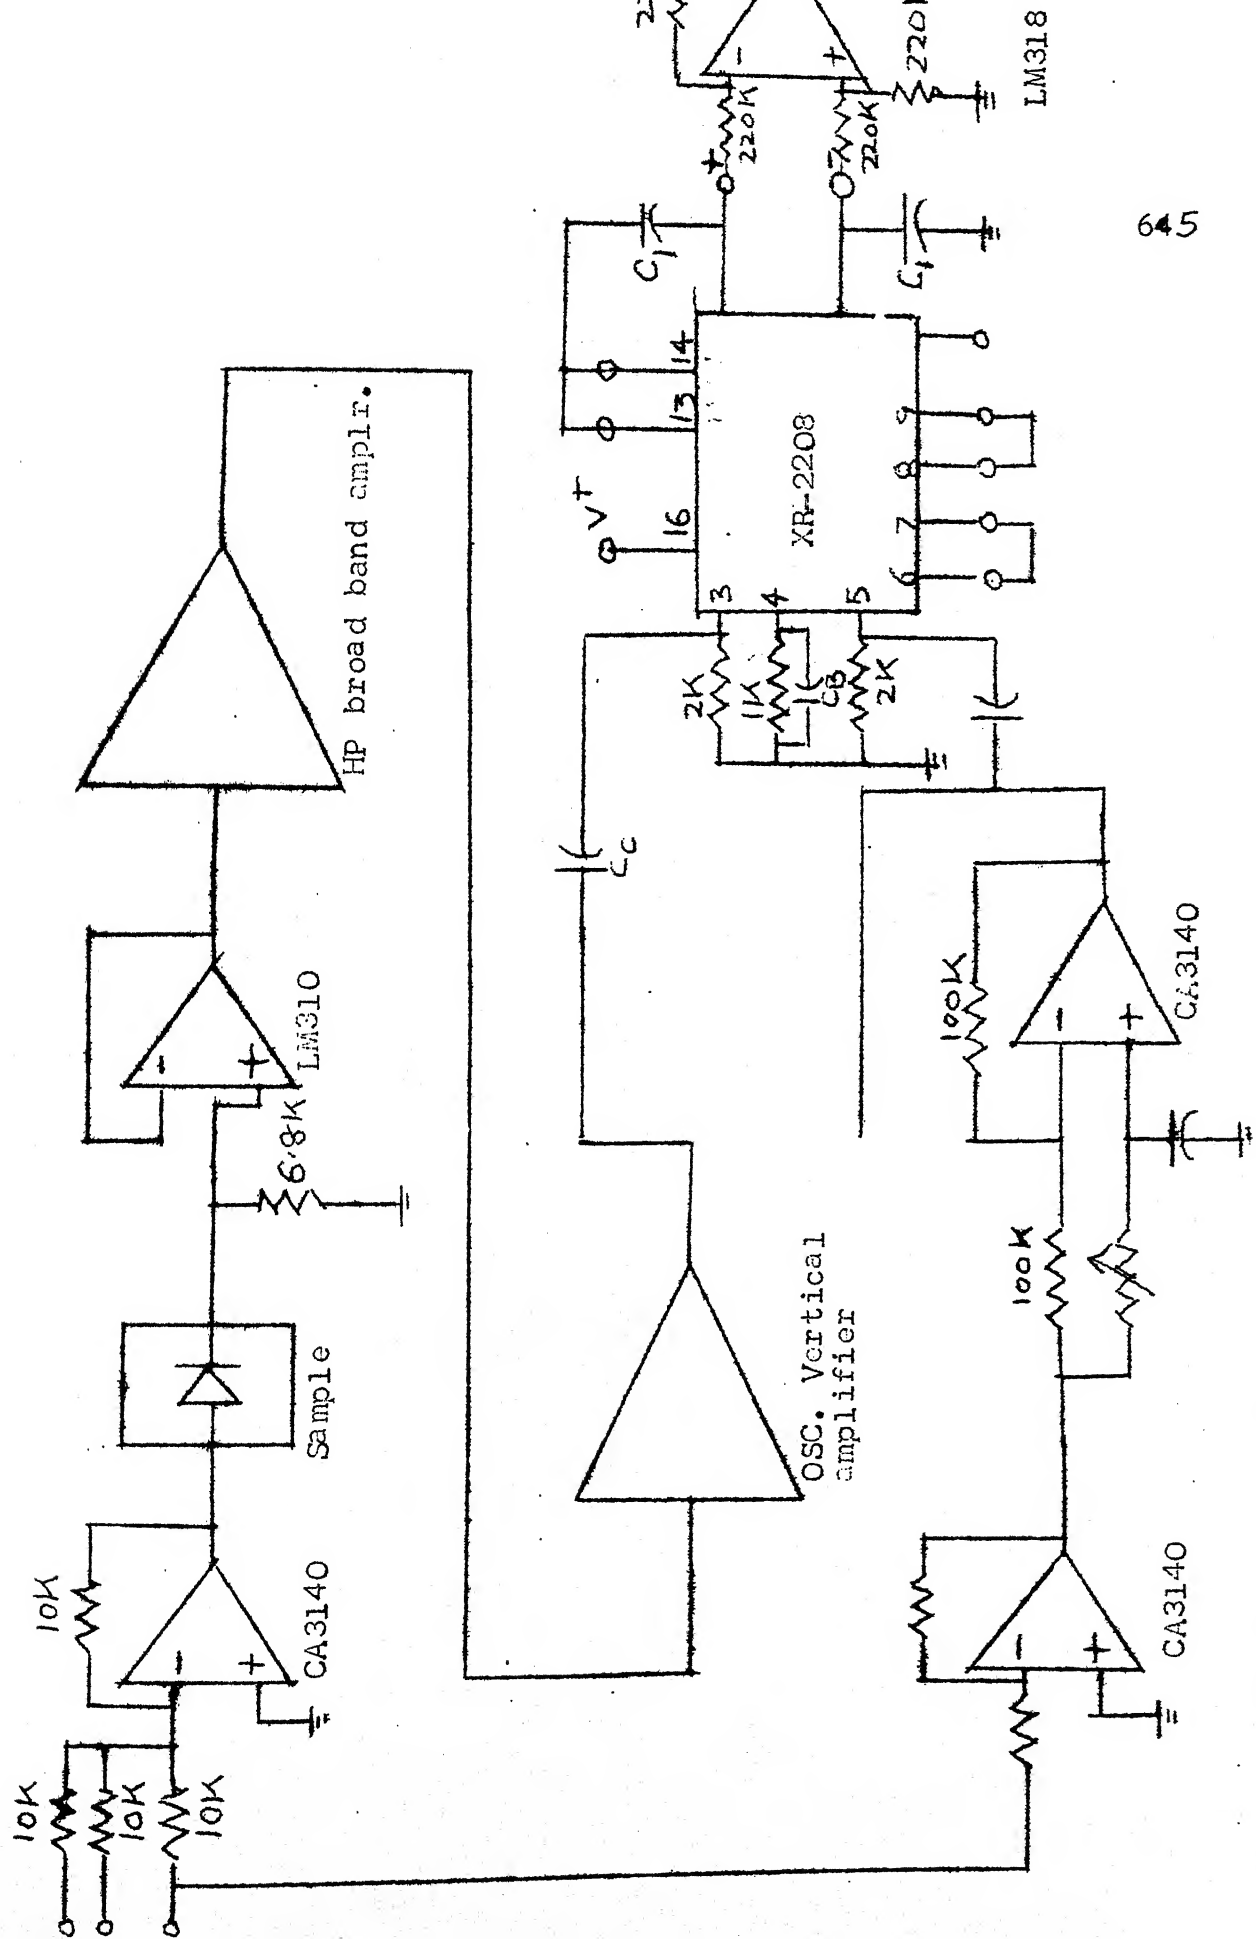 10K
10K
10K
10K
CA3140
Sample
6.8K
LM310
HP broad band amplr.
OSC. Vertical
amplifier
Cc
2K
1K
CB
2K
3
4
5
V+
16
13
14
XR-2208
6
7
8
9
C1
C1
+
220K
-
220K
-
+
220K
LM318
645
CA3140
100K
100K
CA3140
-
+
-
+
-
+
-
+